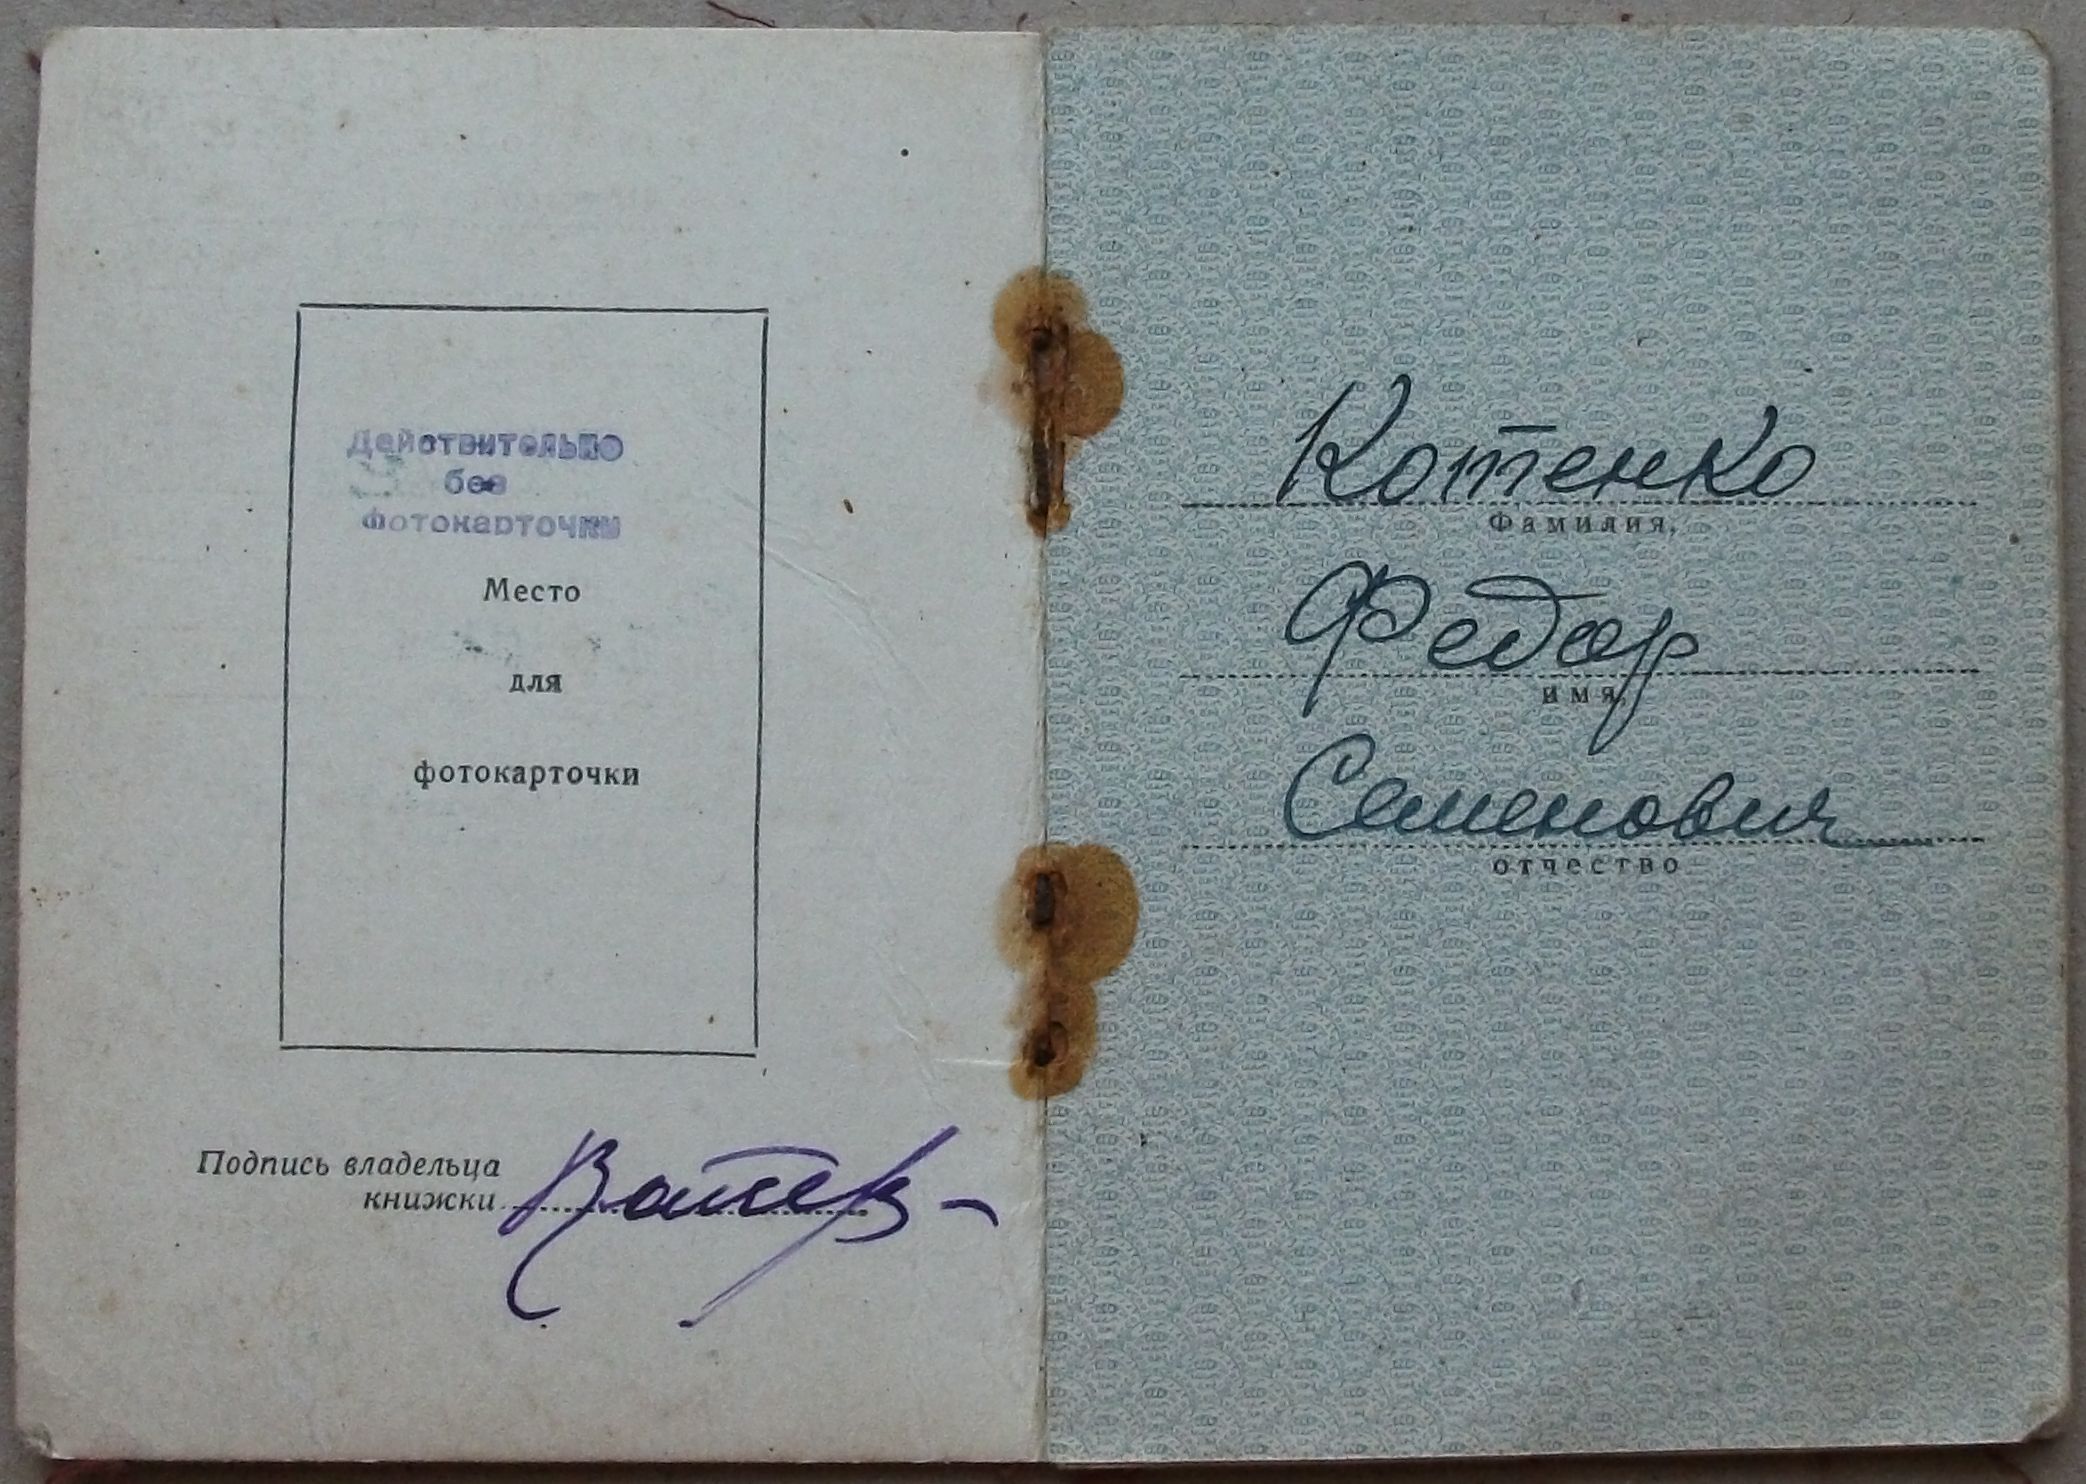 Действительно
без
фотокарточки
Место
для
фотокарточки
Подпись владельца
книжки
Котенко
Фамилия,
Федор
имя,
Семенович
отчество